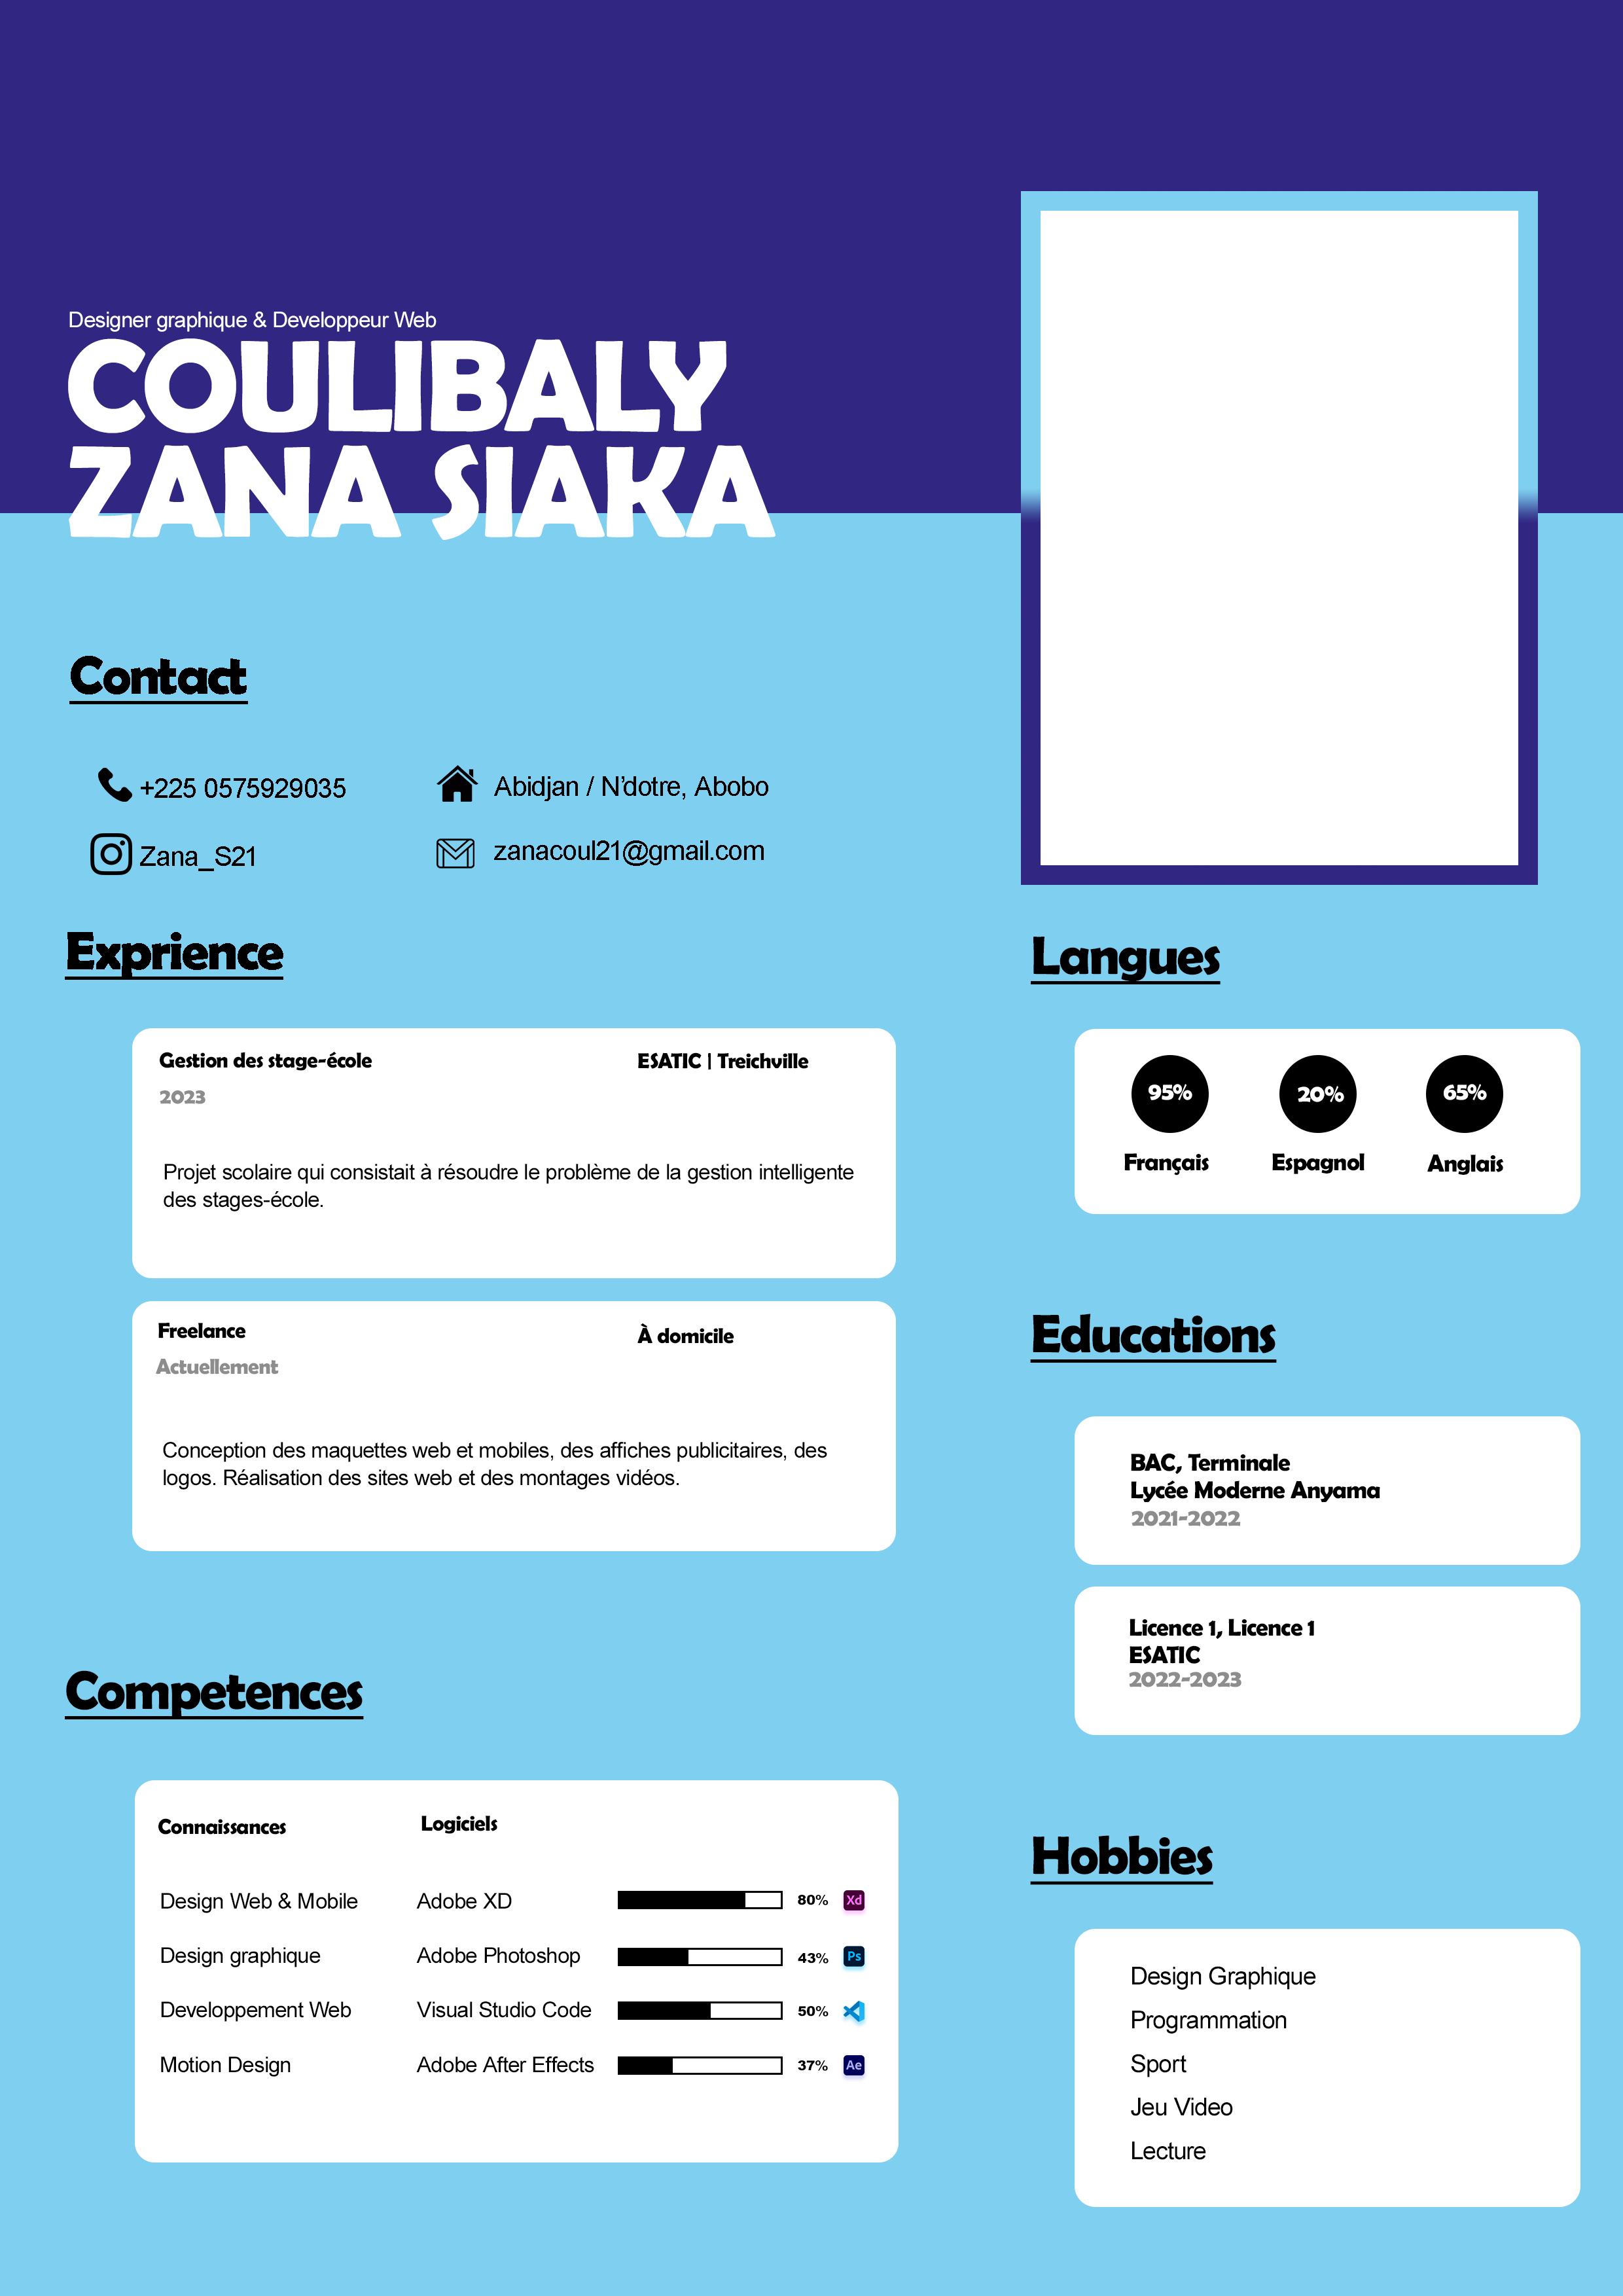 Designer graphique & Developpeur Web
COULIBALY
ZANA SIAKA
Contact
+225 0575929035
Abidjan / N'dotre, Abobo
Zana_S21
zanacoul21@gmail.com
Exprience
Gestion des stage-école
ESATIC | Treichville
2023
Projet scolaire qui consistait à résoudre le problème de la gestion intelligente
des stages-école.
Freelance
À domicile
Actuellement
Conception des maquettes web et mobiles, des affiches publicitaires, des
logos. Réalisation des sites web et des montages vidéos.
Competences
Connaissances
Logiciels
Design Web & Mobile
Adobe XD
80%
Xd
Design graphique
Adobe Photoshop
43%
Ps
Developpement Web
Visual Studio Code
50%
Motion Design
Adobe After Effects
37%
Ae
Langues
95%
20%
65%
Français
Espagnol
Anglais
Educations
BAC, Terminale
Lycée Moderne Anyama
2021-2022
Licence 1, Licence 1
ESATIC
2022-2023
Hobbies
Design Graphique
Programmation
Sport
Jeu Video
Lecture